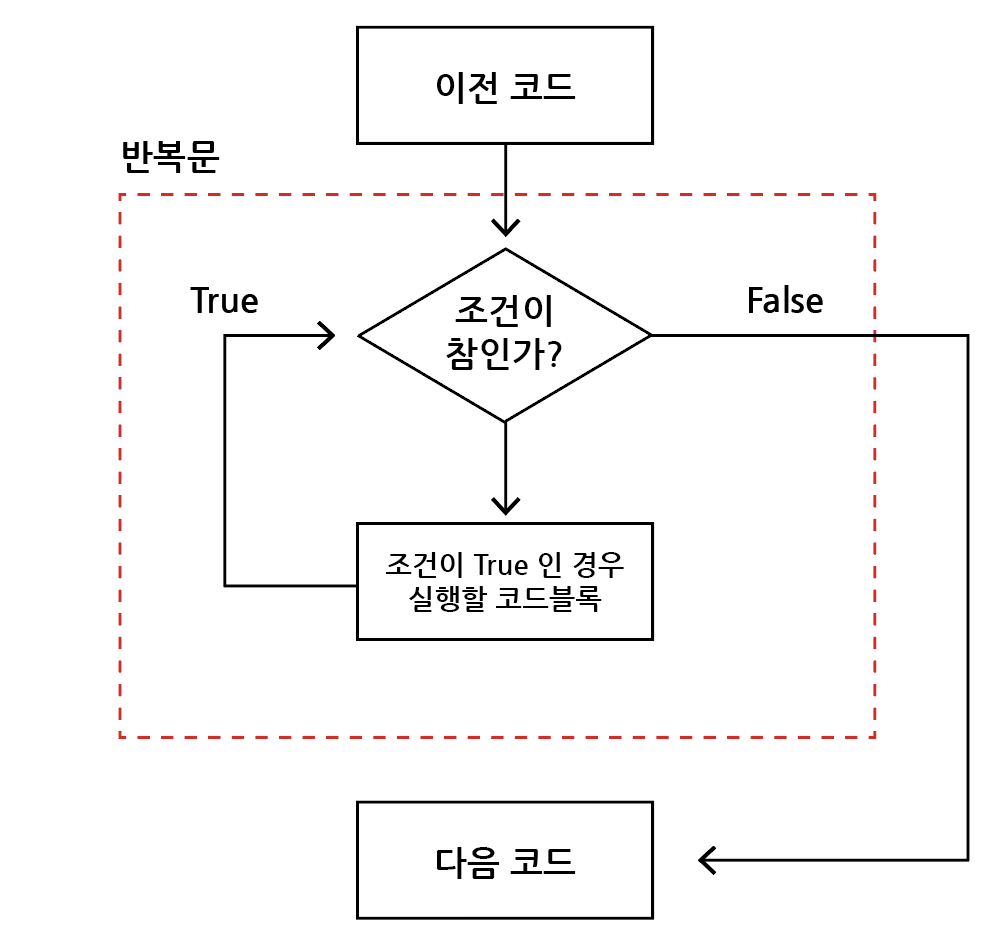 이전 코드
반복문
True
False
조건이
참인가?
조건이 True 인 경우
실행할 코드블록
다음 코드